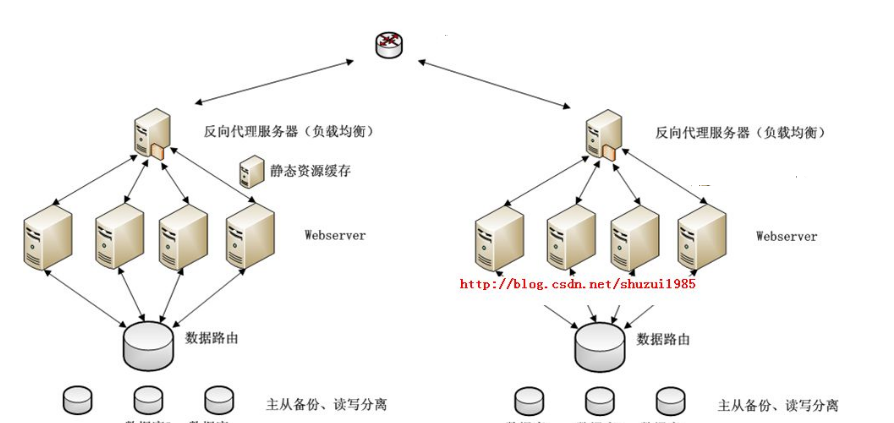 反向代理服务器（负载均衡）
反向代理服务器（负载均衡）
静态资源缓存
Webserver
Webserver
http://blog.csdn.net/shuzui1985
数据路由
数据路由
主从备份、读写分离
主从备份、读写分离